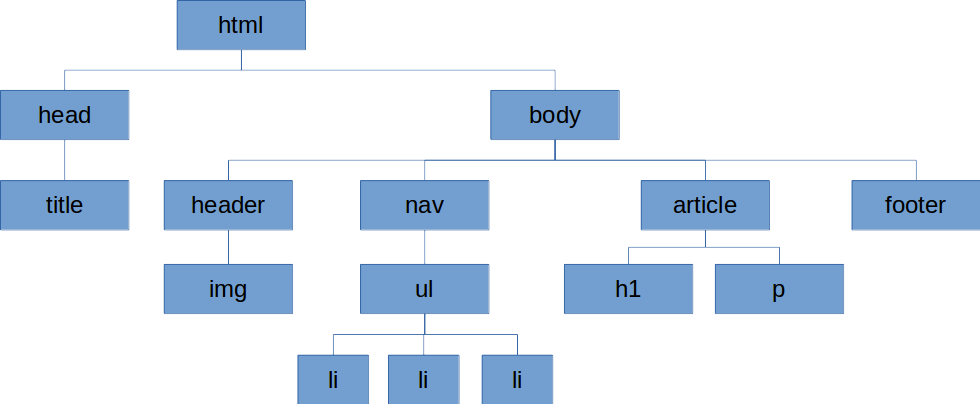 html
head
body
title
header
nav
article
footer
img
ul
h1
p
li
li
li